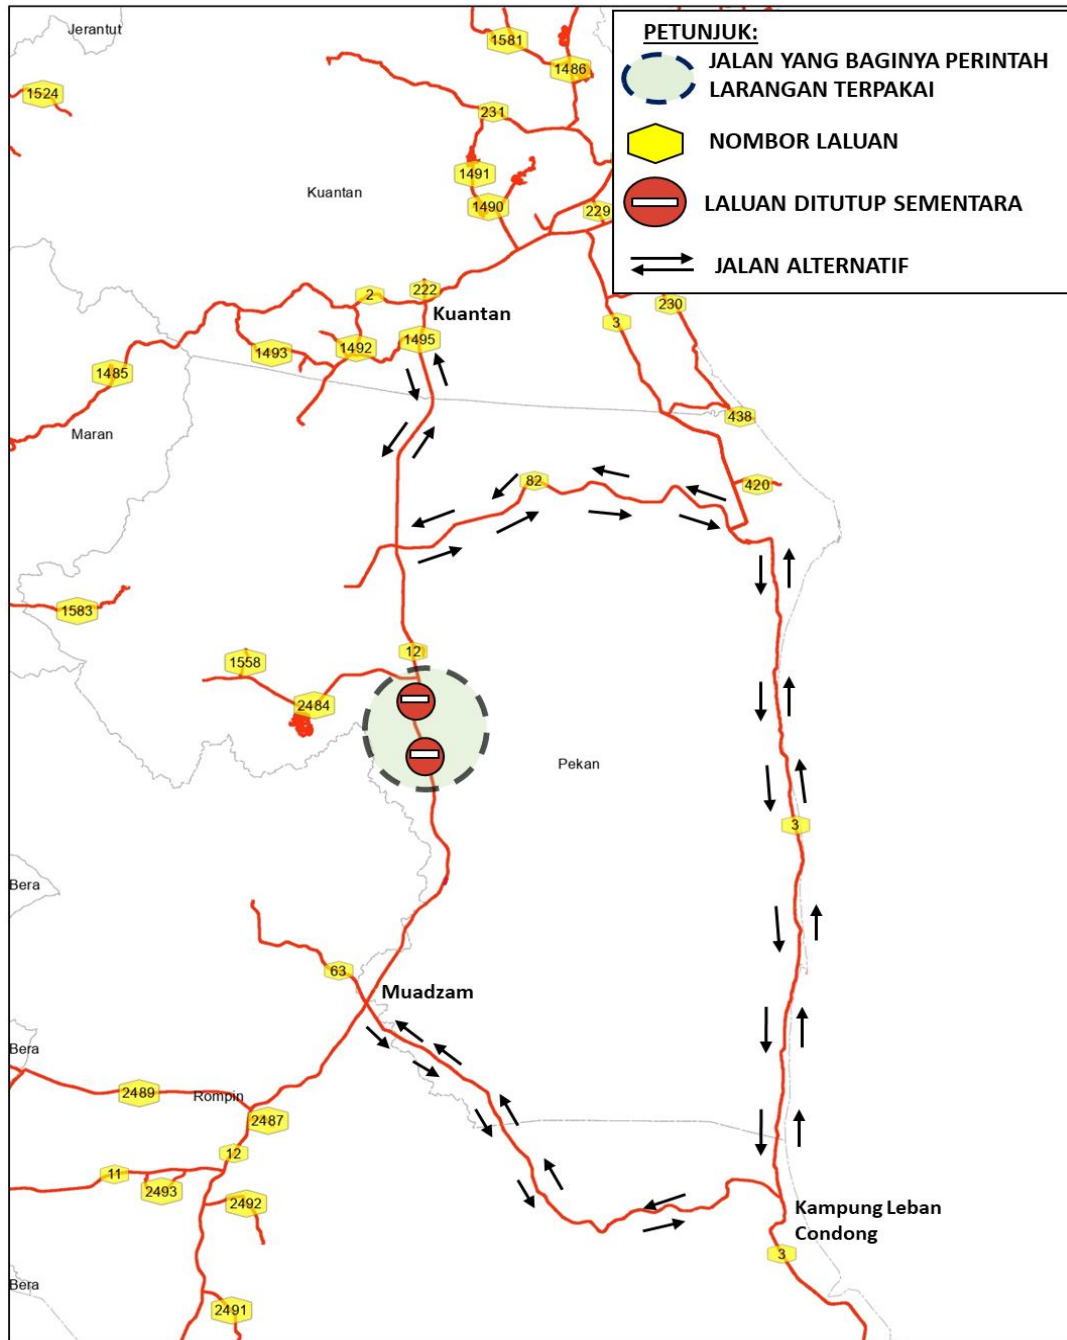 Jerantut
1581
1486
1524
231
1491
Kuantan
1490
229
PETUNJUK:
JALAN YANG BAGINYA PERINTAH
LARANGAN TERPAKAI
NOMBOR LALUAN
LALUAN DITUTUP SEMENTARA
JALAN ALTERNATIF
222
2
230
Kuantan
3
1495
1492
1493
1485
438
Maran
82
420
1583
12
1558
2484
Pekan
3
Bera
63
Muadzam
Bera
2489
Rompin
2487
12
11
2493
2492
Kampung Leban
Condong
3
Bera
2491